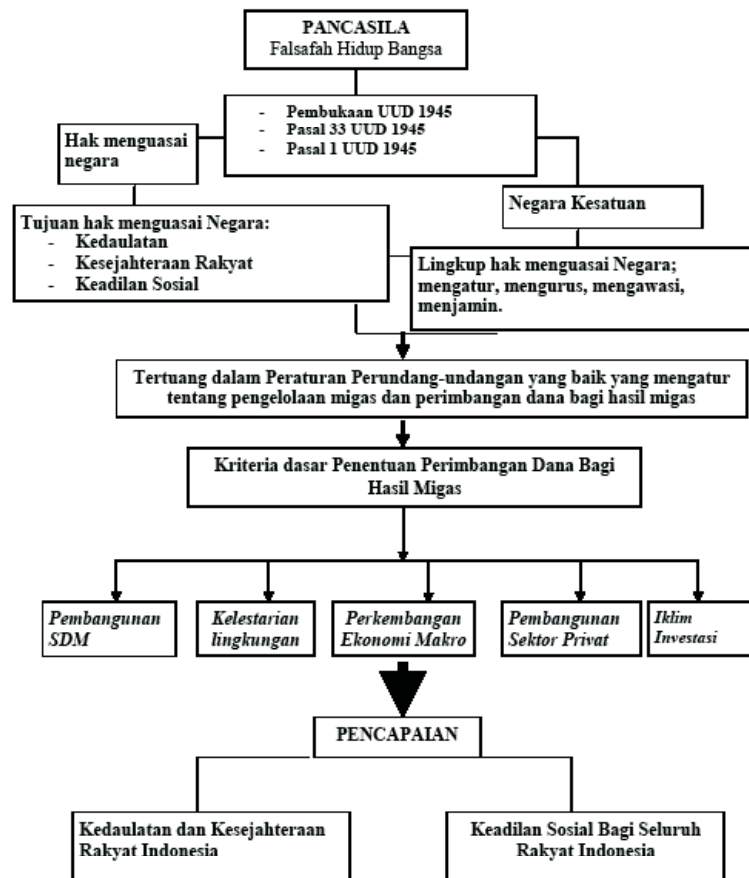 PANCASILA
Falsafah Hidup Bangsa
- Pembukaan UUD 1945
- Pasal 33 UUD 1945
- Pasal 1 UUD 1945
Hak menguasai
negara
Negara Kesatuan
Tujuan hak menguasai Negara:
- Kedaulatan
- Kesejahteraan Rakyat
- Keadilan Sosial
Lingkup hak menguasai Negara;
mengatur, mengurus, mengawasi,
menjamin.
Tertuang dalam Peraturan Perundang-undangan yang baik yang mengatur
tentang pengelolaan migas dan perimbangan dana bagi hasil migas
Kriteria dasar Penentuan Perimbangan Dana Bagi
Hasil Migas
Pembangunan
SDM
Kelestarian
lingkungan
Perkembangan
Ekonomi Makro
Pembangunan
Sektor Privat
Iklim
Investasi
PENCAPAIAN
Kedaulatan dan Kesejahteraan
Rakyat Indonesia
Keadilan Sosial Bagi Seluruh
Rakyat Indonesia